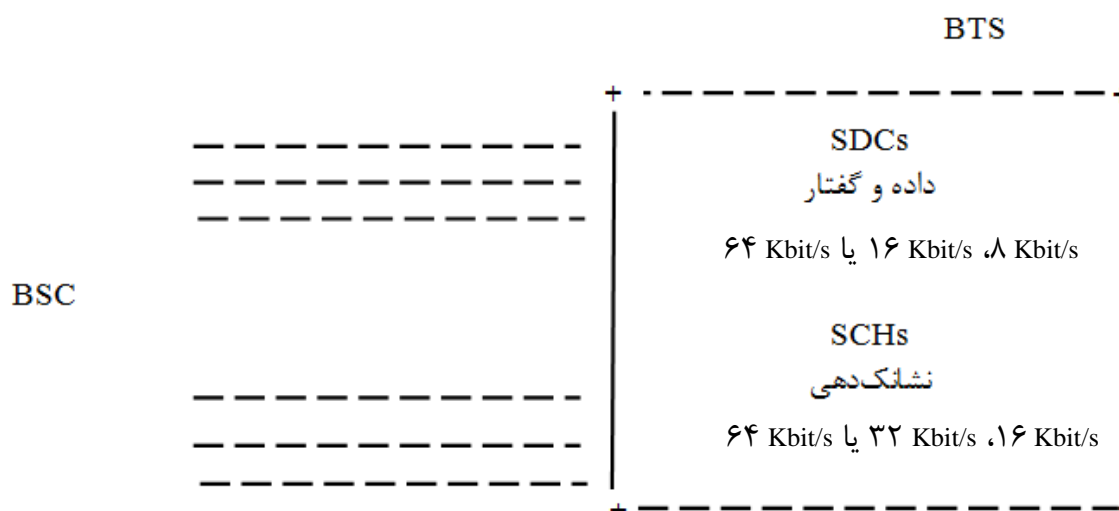 BTS
SDCs
داده و گفتار
۸ Kbit/s، ۱۶ Kbit/s یا ۶۴ Kbit/s
BSC
SCHs
نشانک‌دهی
۱۶ Kbit/s، ۳۲ Kbit/s یا ۶۴ Kbit/s